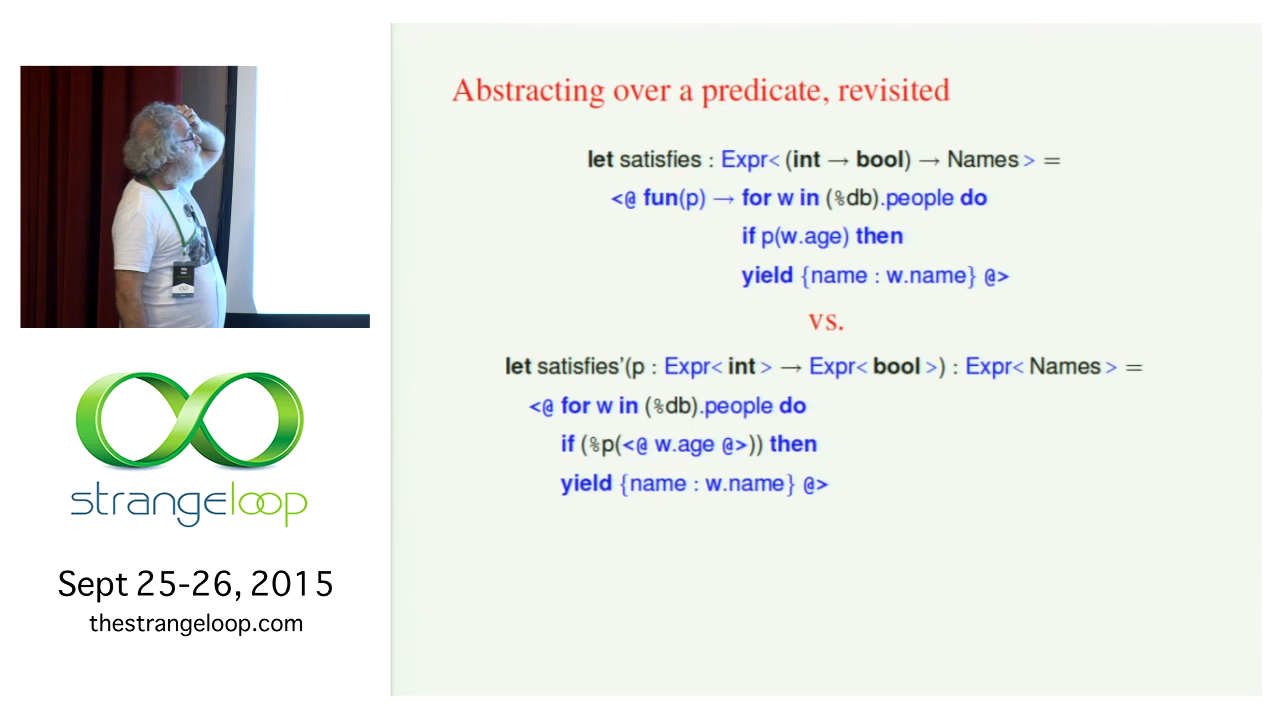 Abstracting over a predicate, revisited
let satisfies : Expr< (int → bool) → Names > =
<@ fun(p) → for w in (%db).people do
if p(w.age) then
yield {name : w.name} @>
vs.
let satisfies'(p : Expr< int > → Expr< bool >) : Expr< Names > =
<@ for w in (%db).people do
if (%p(<@ w.age @>)) then
yield {name : w.name} @>
strangeloop
Sept 25-26, 2015
thestrangeloop.com